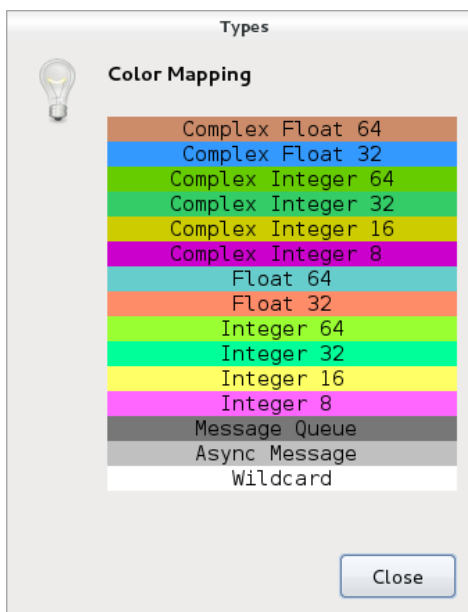 Types
Color Mapping
Complex Float 64
Complex Float 32
Complex Integer 64
Complex Integer 32
Complex Integer 16
Complex Integer 8
Float 64
Float 32
Integer 64
Integer 32
Integer 16
Integer 8
Message Queue
Async Message
Wildcard
Close